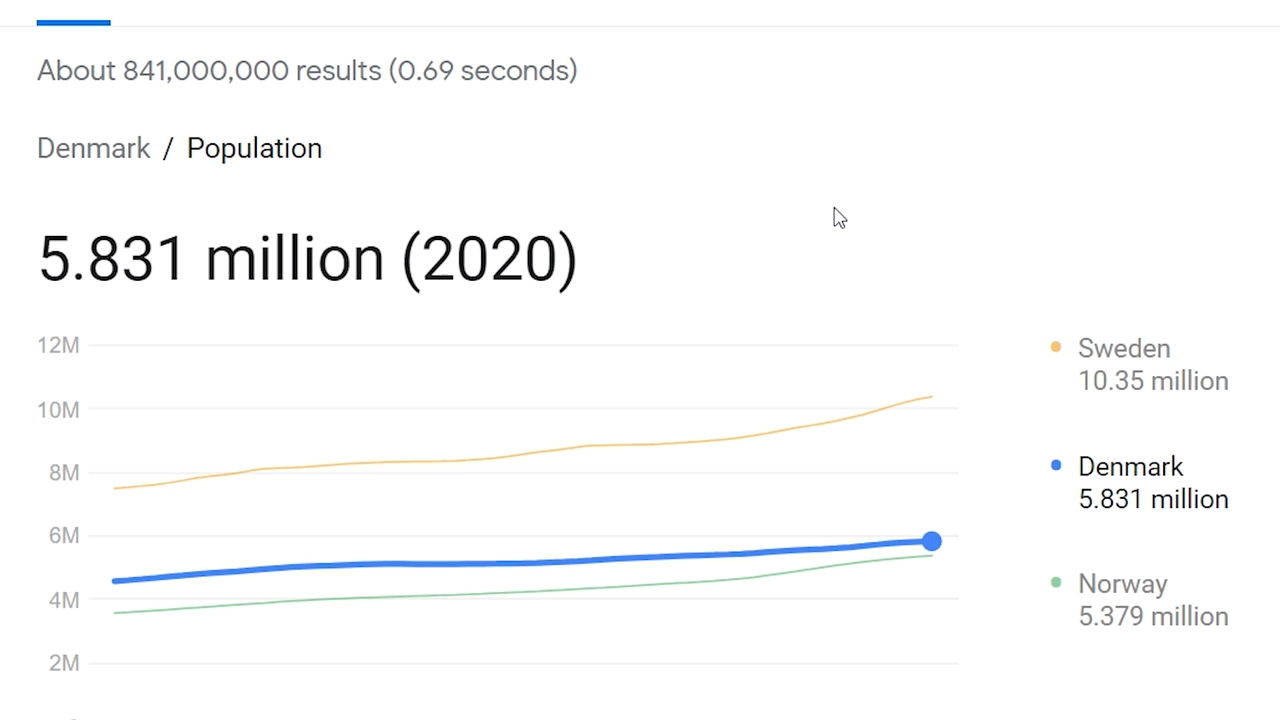 About 841,000,000 results (0.69 seconds)
Denmark / Population
5.831 million (2020)
12M
10M
8M
6M
4M
2M
Sweden
10.35 million
Denmark
5.831 million
Norway
5.379 million